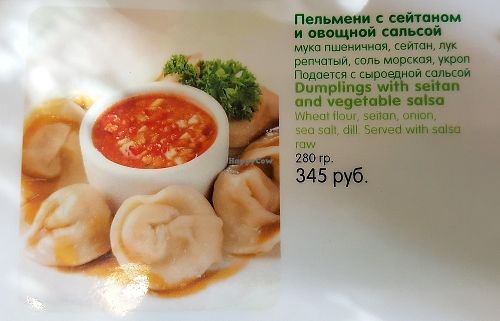 Пельмени с сейтаном
и овощной сальсой
мука пшеничная, сейтан, лук
репчатый, соль морская, укроп
Подается с сыроедной сальсой
Dumplings with seitan
and vegetable salsa
Wheat flour, seitan, onion,
sea salt, dill. Served with salsa
raw
280 гр.
345 руб.
HappyCow